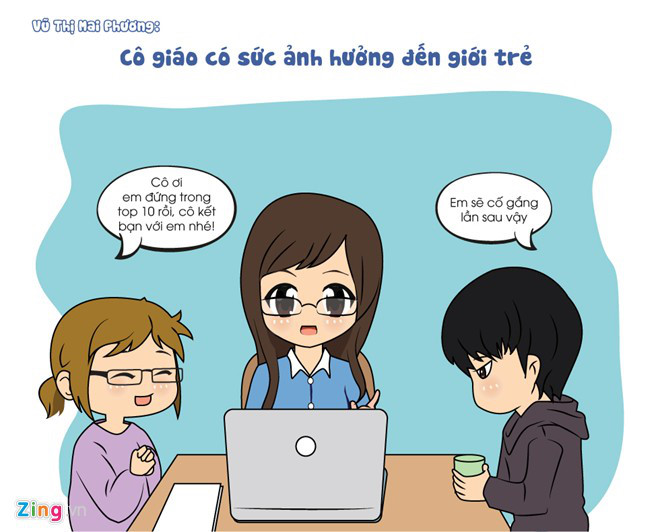 Vũ Thị Mai Phương:
Cô giáo có sức ảnh hưởng đến giới trẻ
Cô ơi
em đứng trong
top 10 rồi, cô kết
bạn với em nhé!
Em sẽ cố gắng
lần sau vậy
Zing.vn